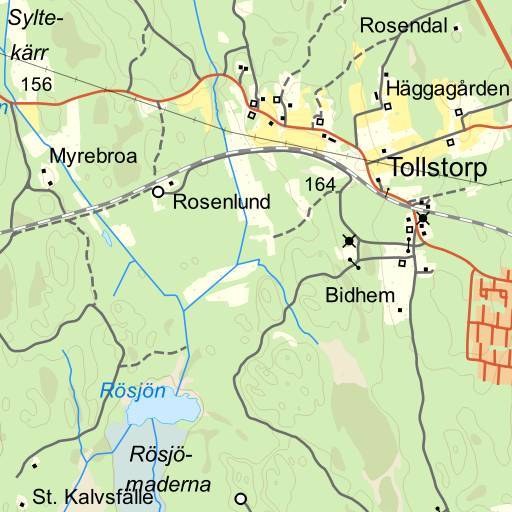 Sylte-
kärr
Rosendal
156
Häggagården
n
Myrebroa
Tollstorp
164
Rosenlund
Bidhem
Rösjön
Rösjö-
maderna
St. Kalvsfälle